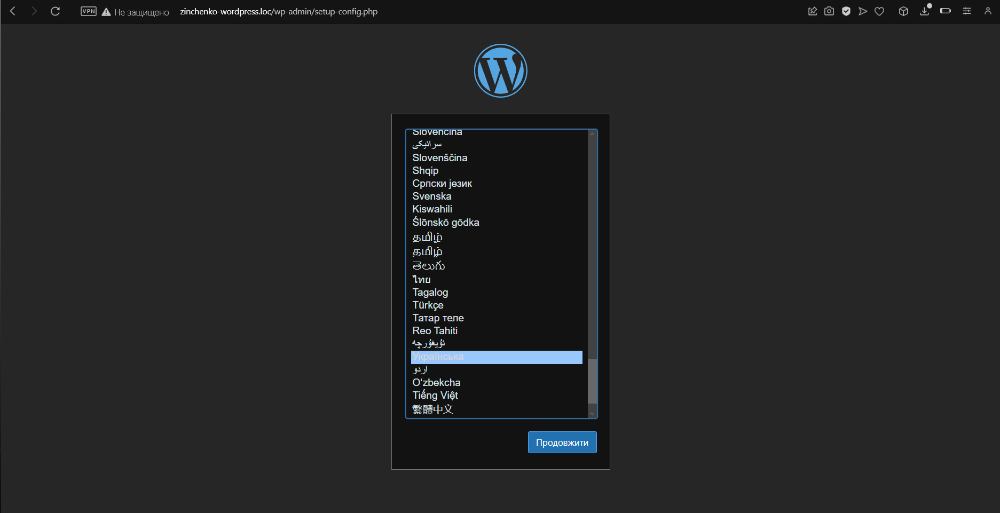 VPN Не защищено zinchenko-wordpress.loc/wp-admin/setup-config.php
Slovenčina
سرائیکی
Slovenščina
Shqip
Српски језик
Svenska
Kiswahili
Ślōnskŏ gŏdka
தமிழ்
தமிழ்
తెలుగు
ไทย
Tagalog
Türkçe
Татар теле
Reo Tahiti
ئۇيغۇرچە
Українська
اردو
O‘zbekcha
Tiếng Việt
繁體中文
Продовжити